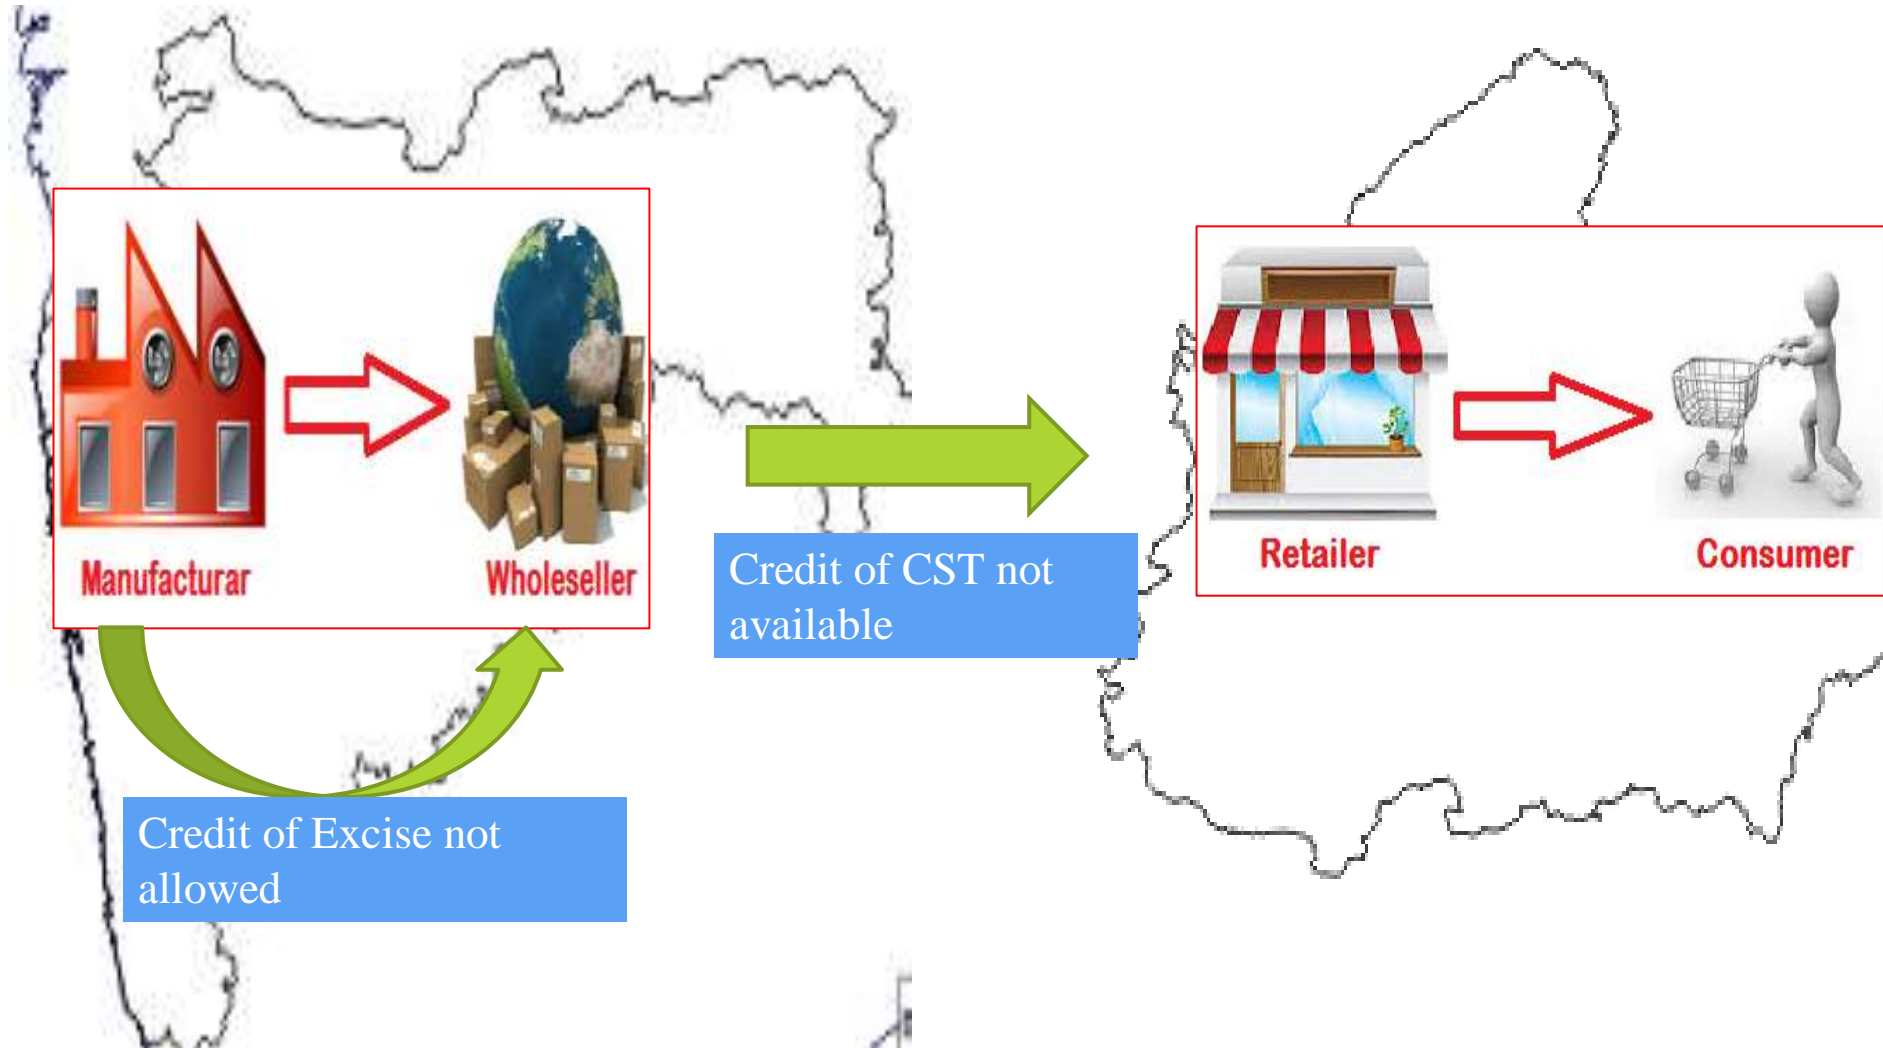 Manufacturar
Wholeseller
Credit of CST not
available
Retailer
Consumer
Credit of Excise not
allowed